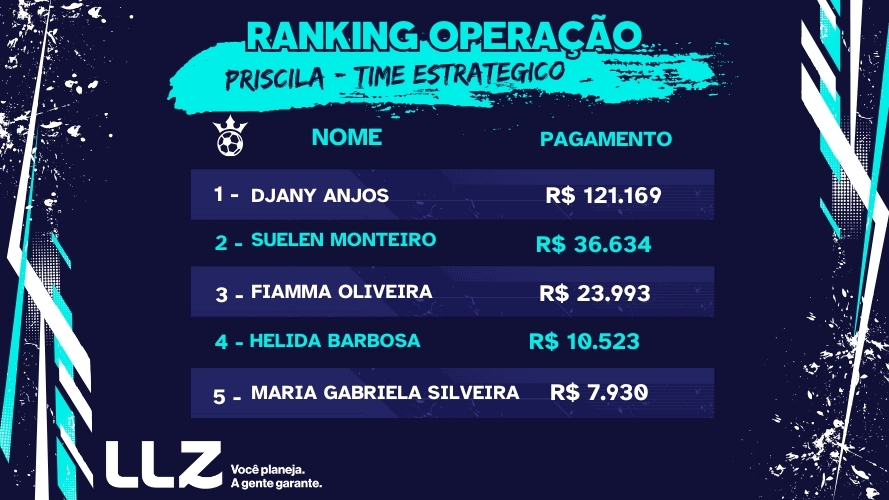 RANKING OPERAÇÃO
PRISCILA - TIME ESTRATEGICO
NOME PAGAMENTO
1 - DJANY ANJOS R$ 121.169
2 - SUELEN MONTEIRO R$ 36.634
3 - FIAMMA OLIVEIRA R$ 23.993
4 - HELIDA BARBOSA R$ 10.523
5 - MARIA GABRIELA SILVEIRA R$ 7.930
LLZ
Você planeja.
A gente garante.